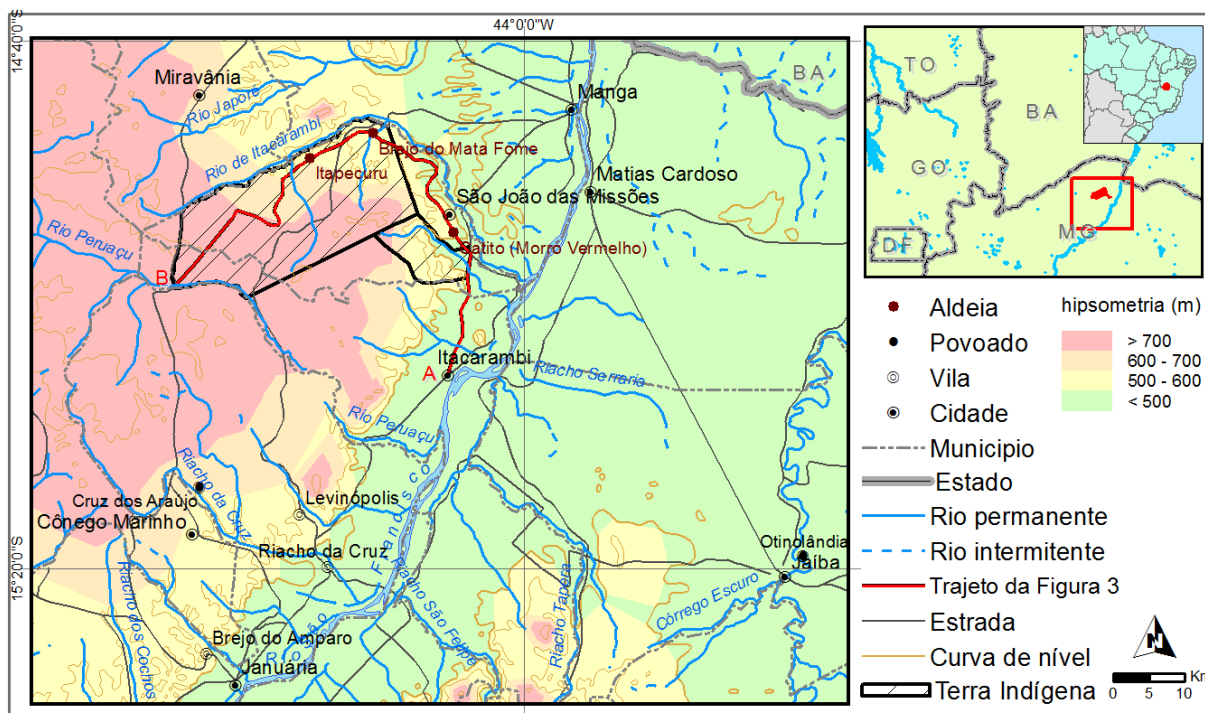 44°0'0"W
14°40'0"S
15°20'0"S
Miravânia
Rio Japoré
Rio de Itacarambi
Manga
BA
Brejo do Mata Fome
Itapecuru
Matias Cardoso
São João das Missões
Rio Peruaçu
Batito (Morro Vermelho)
B
Itacarambi
A
Riacho Serraria
Rio Peruaçu
Riacho da Cruz
Cruz dos Araújo
Levinópolis
Cônego Marinho
Riacho da Cruz
Rio São Francisco
Riacho dos Cochos
Riacho São Felipe
Riacho Tapera
Otinolândia
Jaíba
Córrego Escuro
Brejo do Amparo
Januária
TO
BA
GO
DF
MG
Aldeia
Povoado
Vila
Cidade
Municipio
Estado
Rio permanente
Rio intermitente
Trajeto da Figura 3
Estrada
Curva de nível
Terra Indígena
hipsometria (m)
> 700
600 - 700
500 - 600
< 500
N
Km
0 5 10